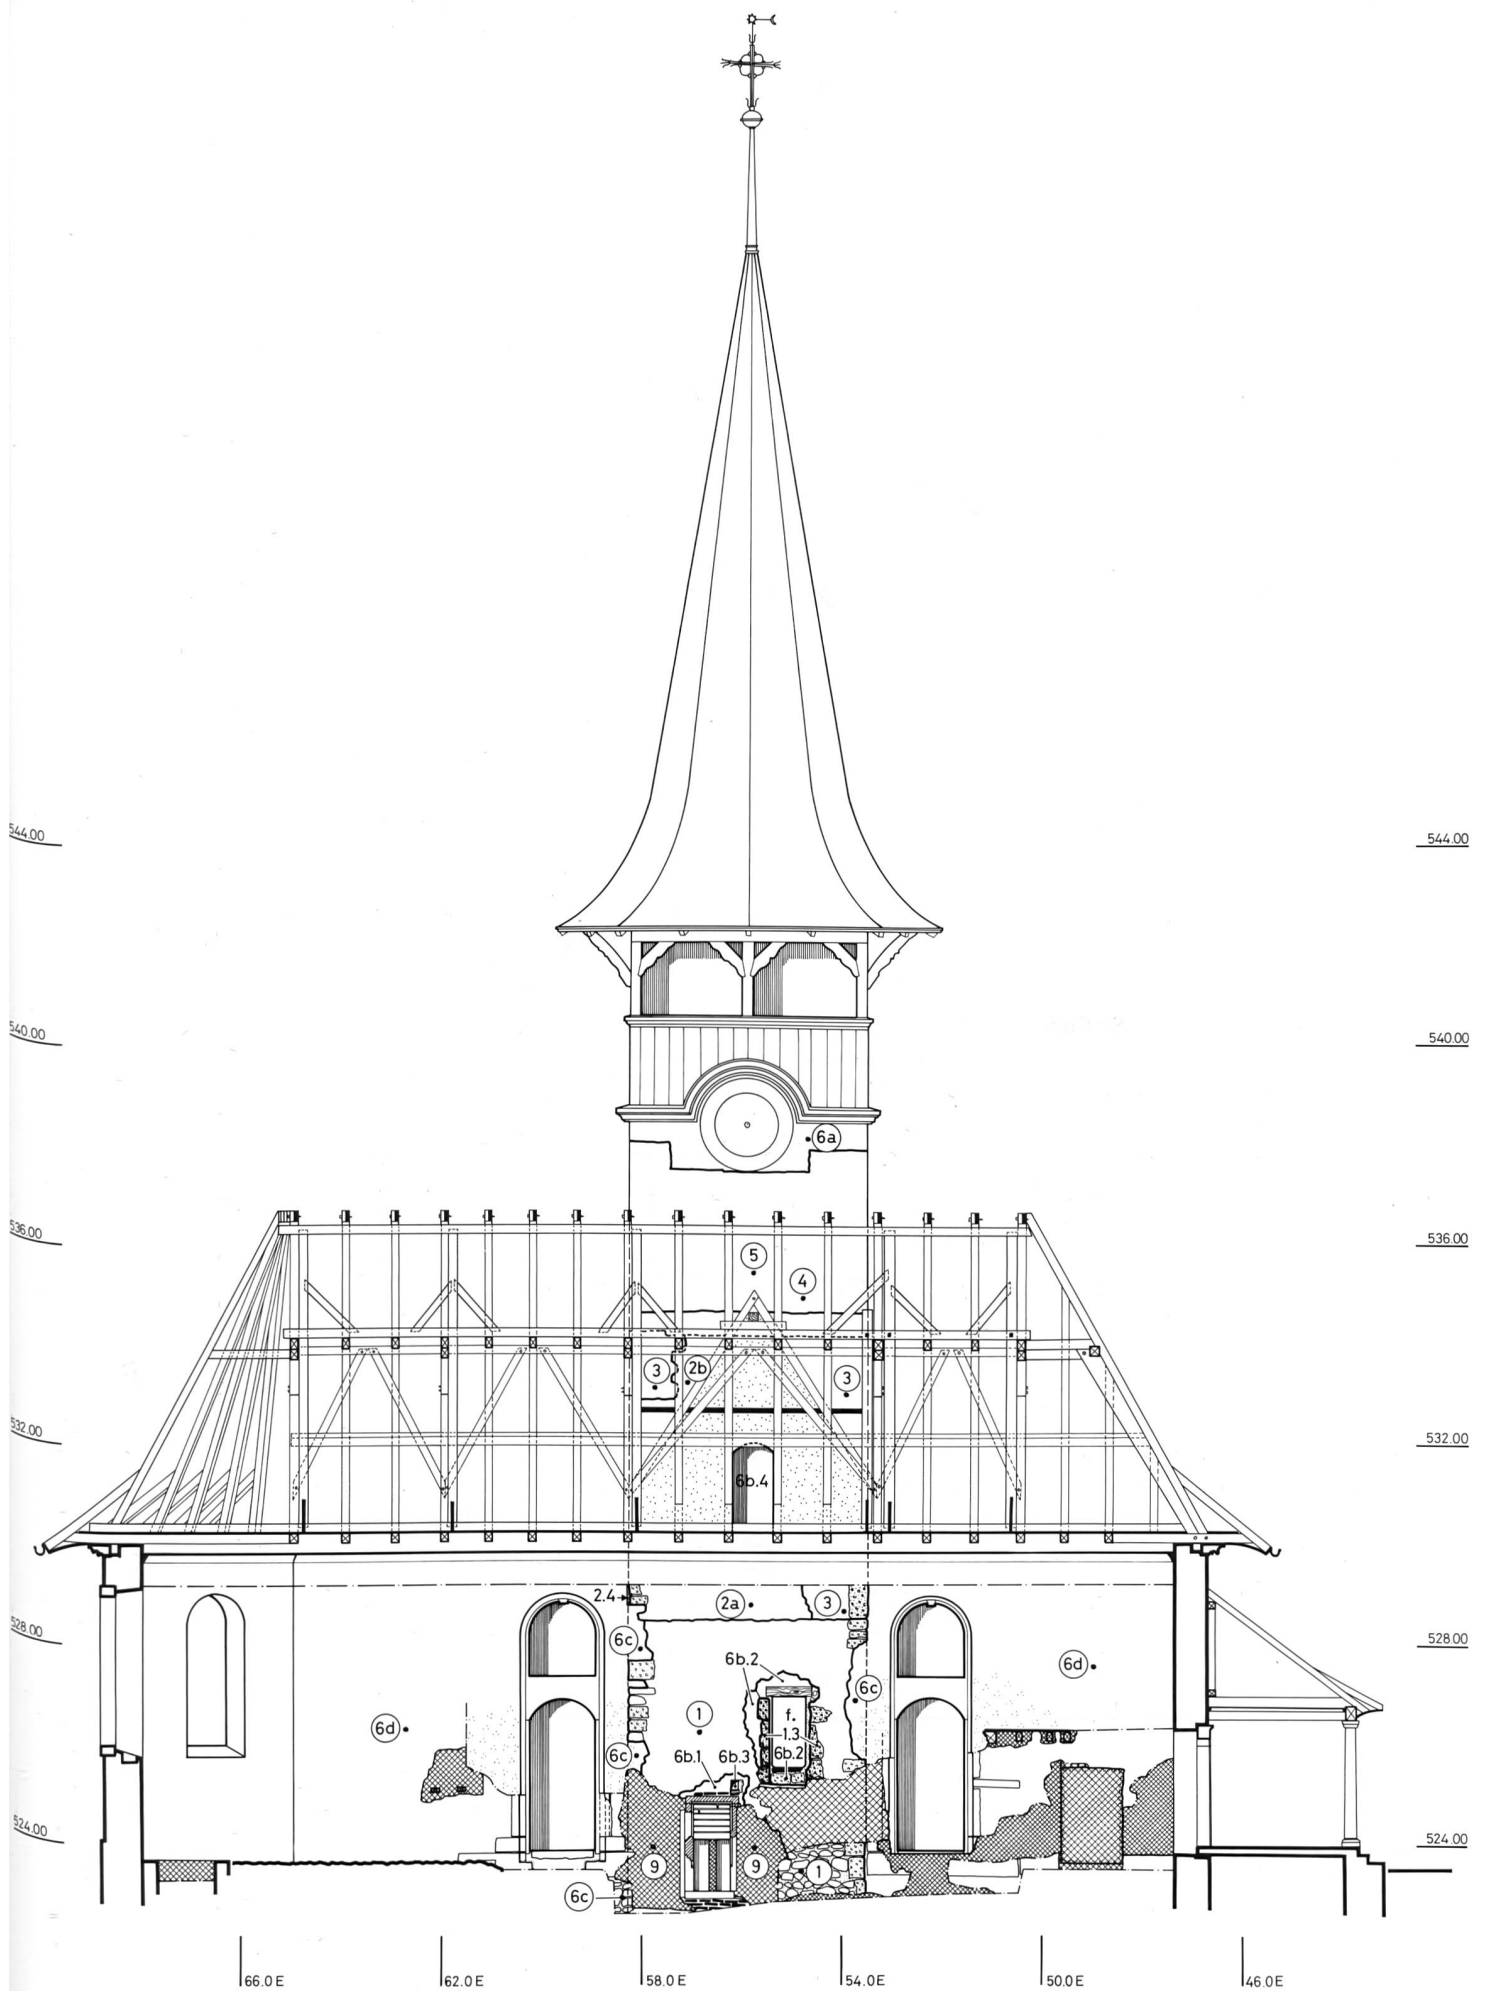 544.00 544.00
540.00 540.00
6a
536.00 536.00
5
4
3 2b 3
532.00 532.00
6b.4
2.4 2a 3
528.00 528.00
6c
6b.2 6d
6c
1 f.
6d 1.3
6c 6b.1 6b.3 6b.2
524.00 524.00
9 9 1
6c
66.0 E 62.0 E 58.0 E 54.0 E 50.0 E 46.0 E